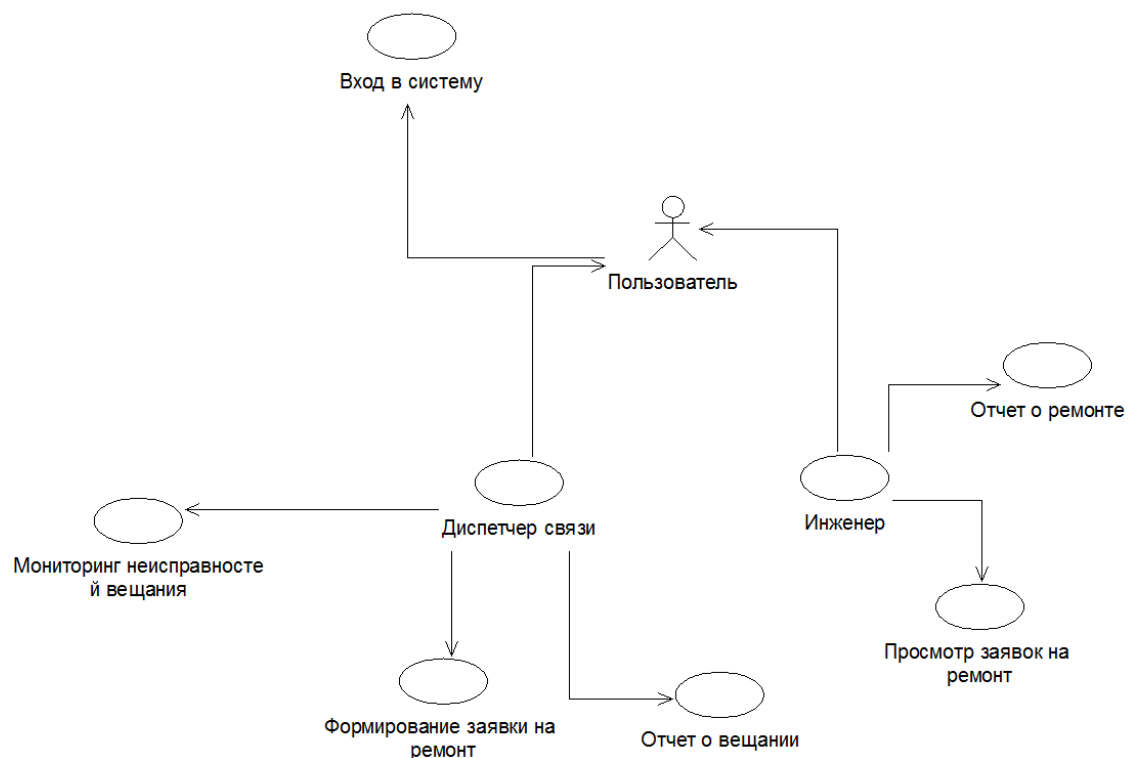 Вход в систему
Пользователь
Отчет о ремонте
Диспетчер связи
Инженер
Мониторинг неисправносте
й вещания
Просмотр заявок на
ремонт
Формирование заявки на
ремонт
Отчет о вещании